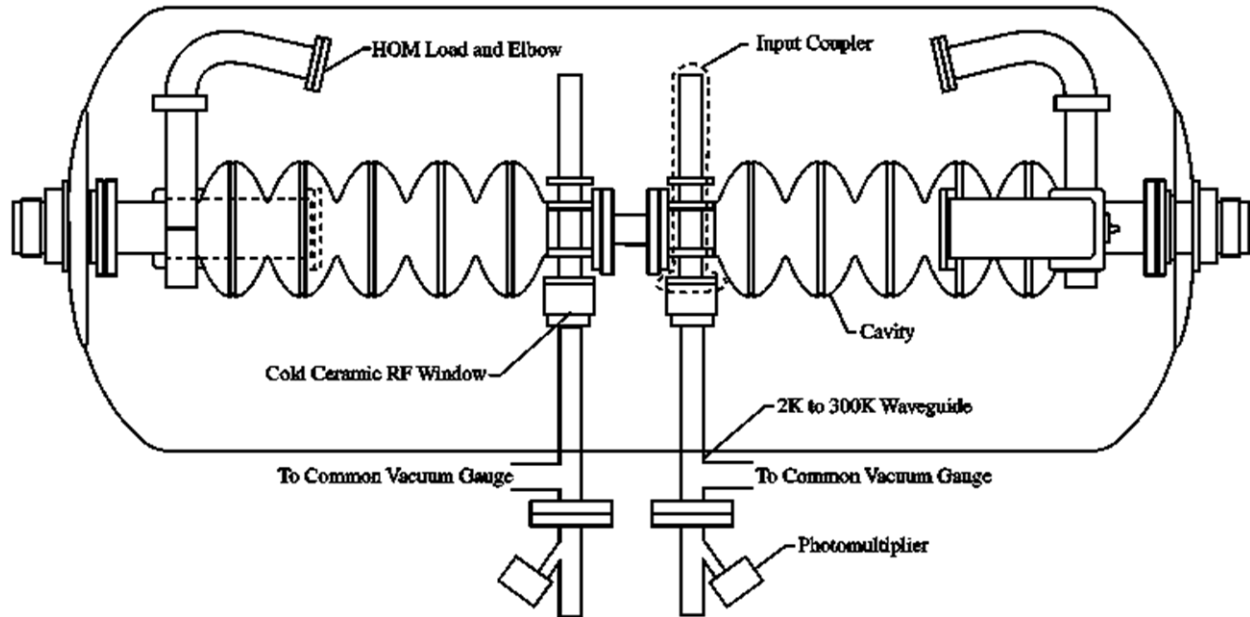 HOM Load and Elbow
Input Coupler
Cavity
Cold Ceramic RF Window
2K to 300K Waveguide
To Common Vacuum Gauge
To Common Vacuum Gauge
Photomultiplier